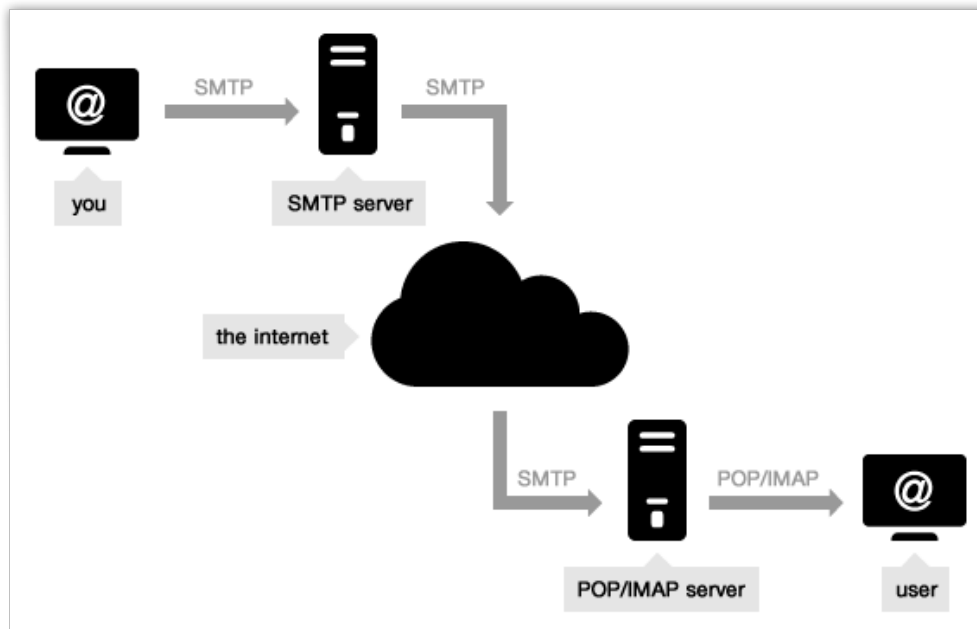 @
SMTP
SMTP
you
SMTP server
the internet
SMTP
POP/IMAP
@
POP/IMAP server
user